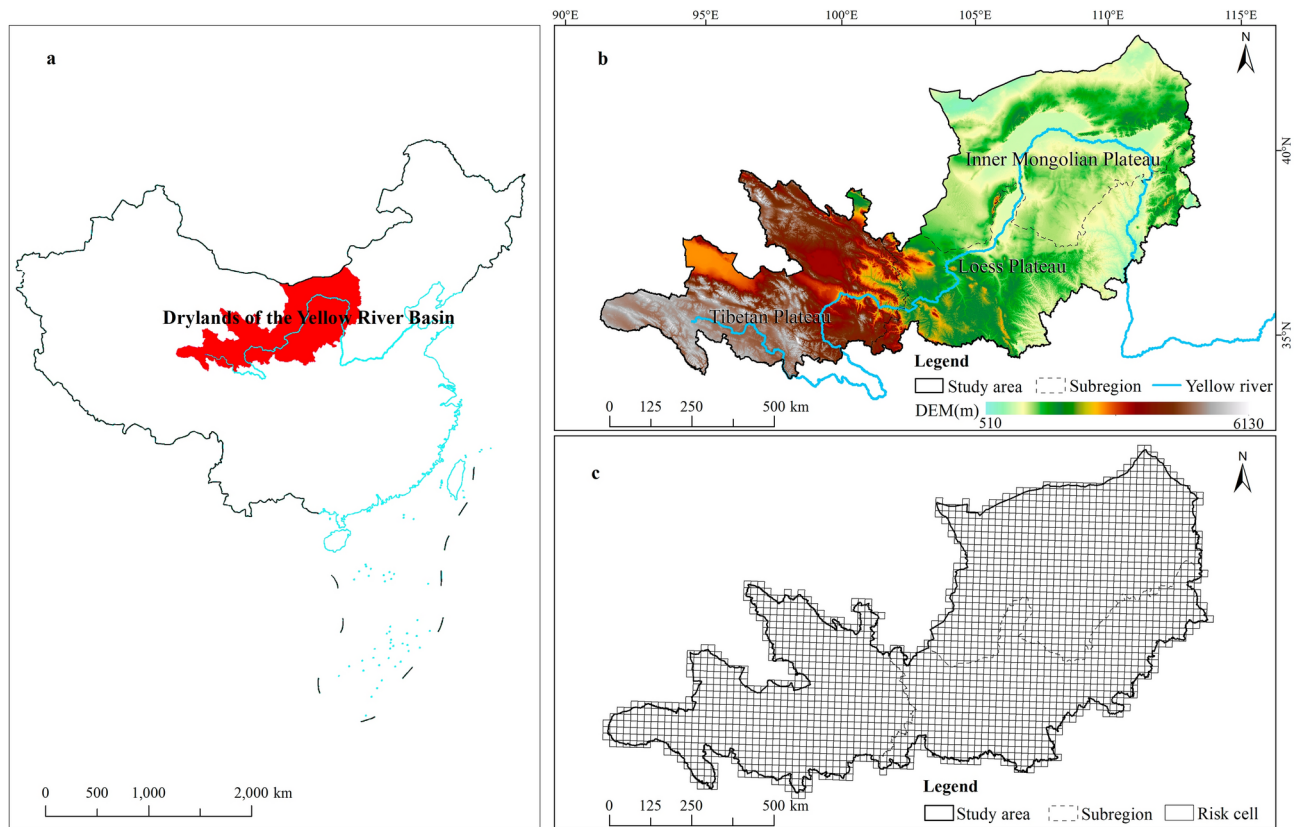 a
Drylands of the Yellow River Basin
0 500 1,000 2,000 km
90°E 95°E 100°E 105°E 110°E 115°E
b
N
40°N
35°N
Inner Mongolian Plateau
Loess Plateau
Tibetan Plateau
Legend
Study area Subregion Yellow river
DEM(m)
510 6130
0 125 250 500 km
c
N
Legend
Study area Subregion Risk cell
0 125 250 500 km